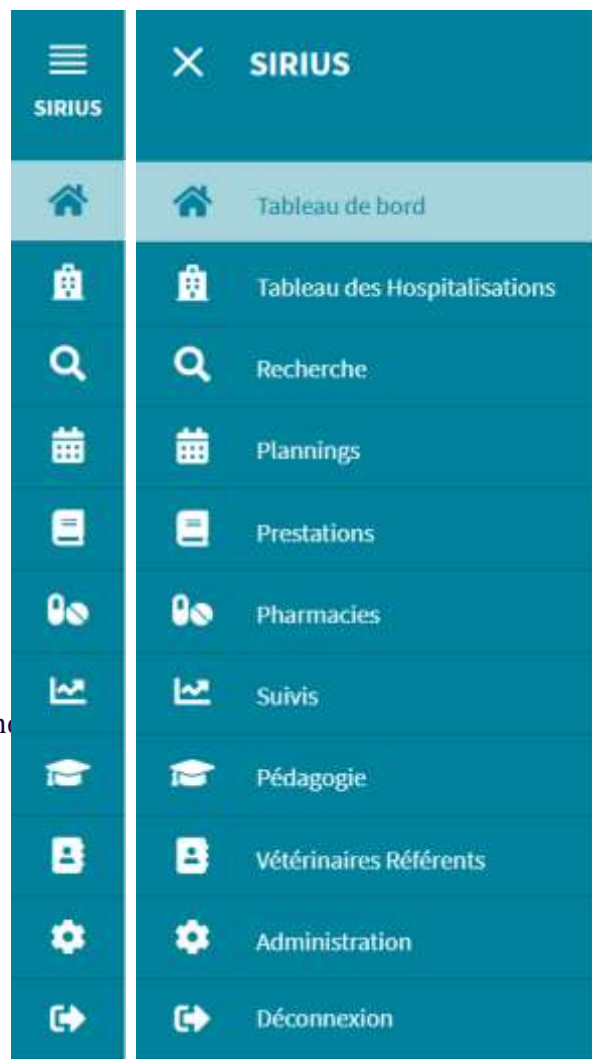 SIRIUS
SIRIUS
Tableau de bord
Tableau des Hospitalisations
Recherche
Plannings
Prestations
Pharmacies
Suivis
Pédagogie
Vétérinaires Référents
Administration
Déconnexion